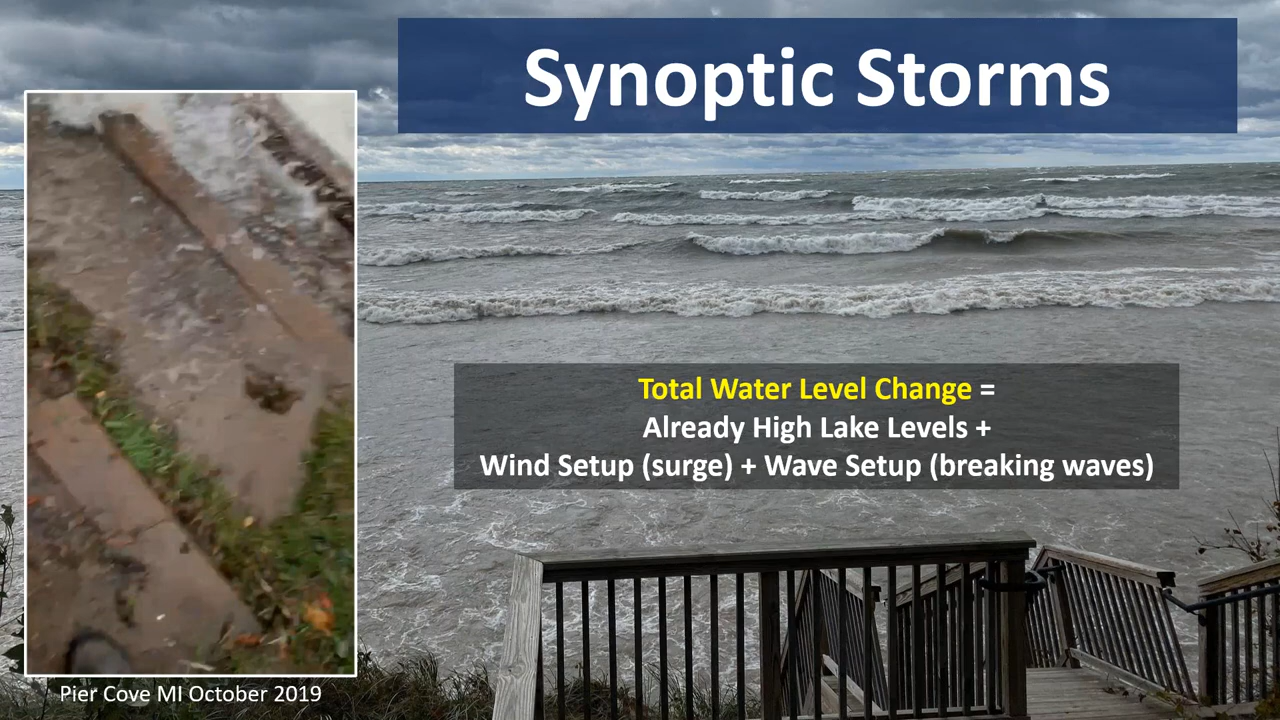 Synoptic Storms
Total Water Level Change =
Already High Lake Levels +
Wind Setup (surge) + Wave Setup (breaking waves)
Pier Cove MI October 2019